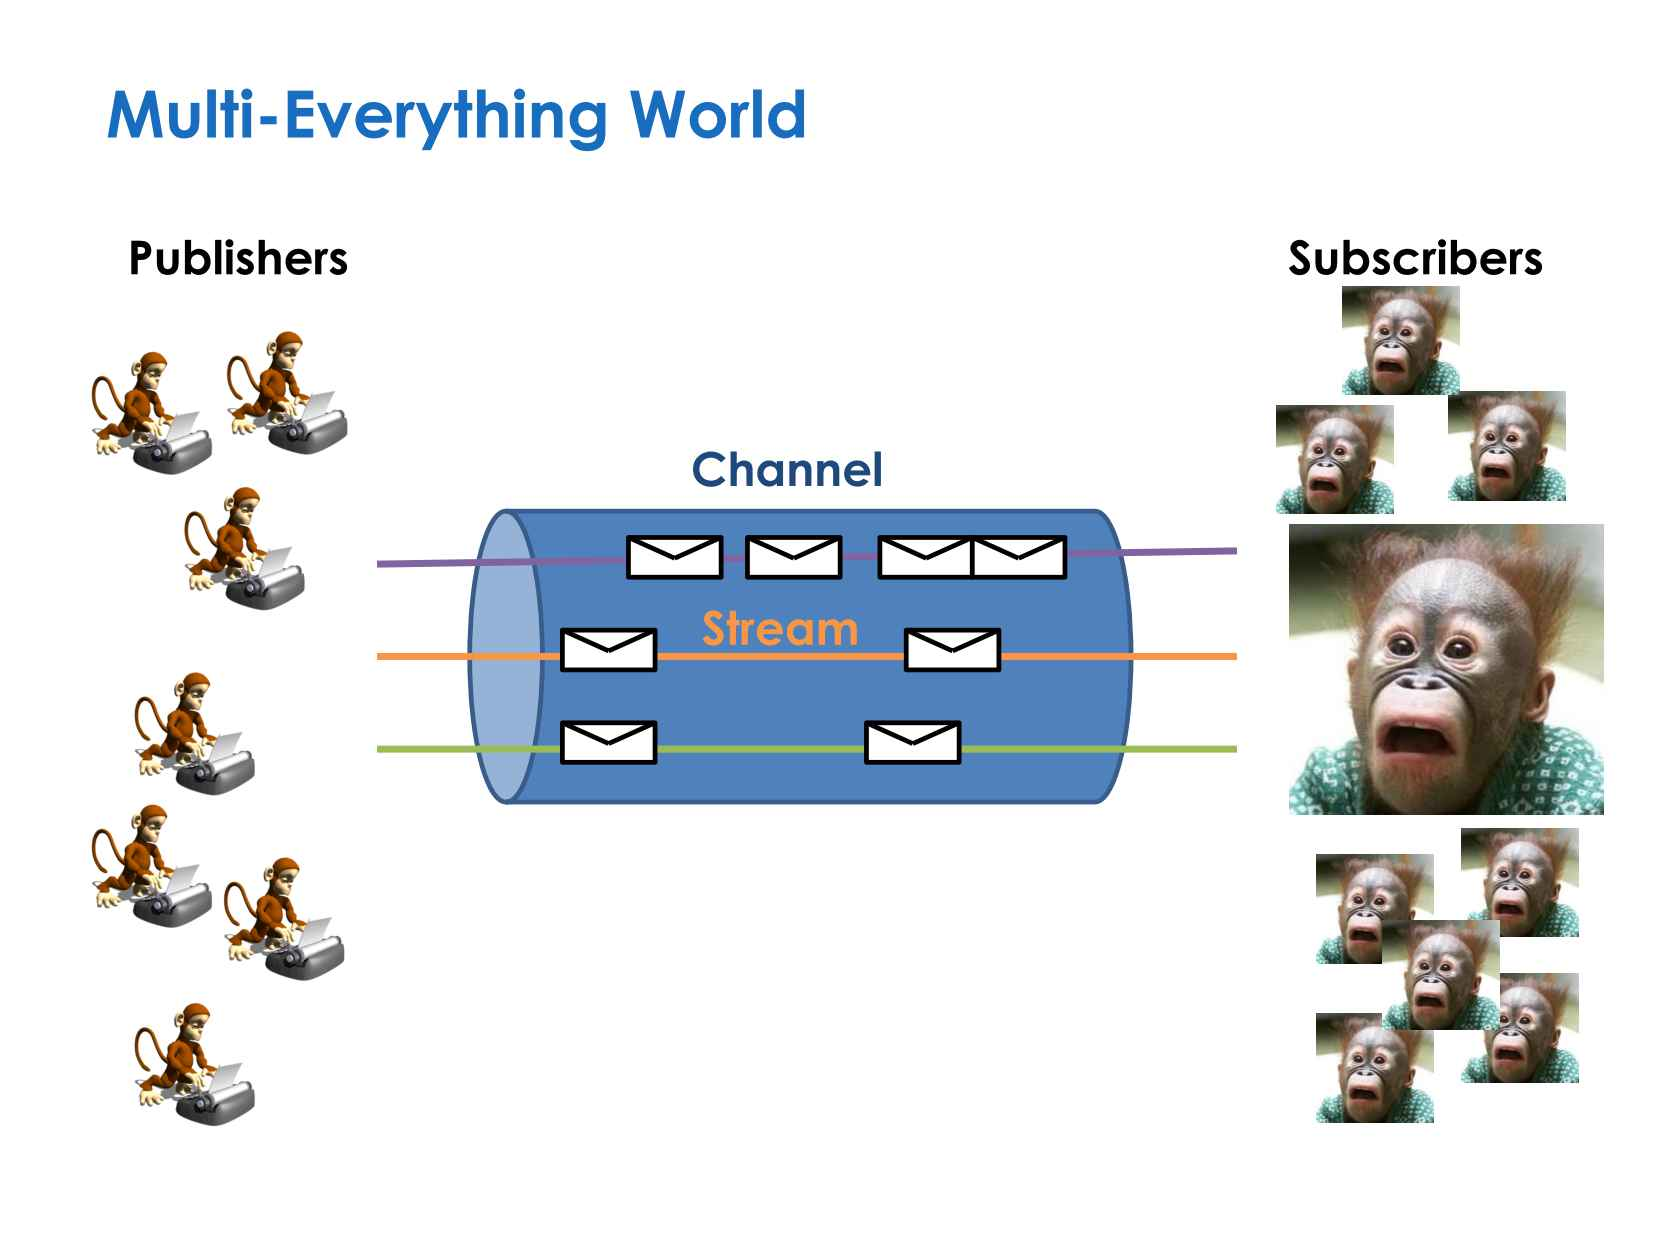 Multi-Everything World
Publishers
Subscribers
Channel
Stream